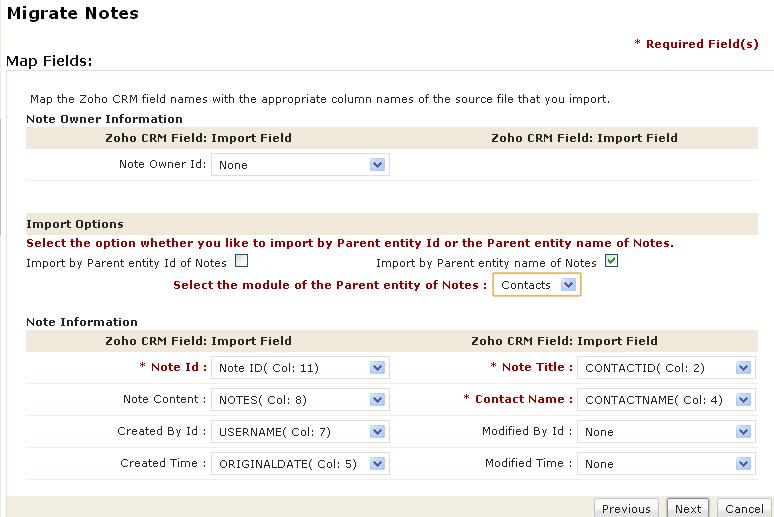 Migrate Notes
* Required Field(s)
Map Fields:
Map the Zoho CRM field names with the appropriate column names of the source file that you import.
Note Owner Information
Zoho CRM Field: Import Field Zoho CRM Field: Import Field
Note Owner Id: None
Import Options
Select the option whether you like to import by Parent entity Id or the Parent entity name of Notes.
Import by Parent entity Id of Notes Import by Parent entity name of Notes
Select the module of the Parent entity of Notes : Contacts
Note Information
Zoho CRM Field: Import Field Zoho CRM Field: Import Field
* Note Id : Note ID( Col: 11) * Note Title : CONTACTID( Col: 2)
Note Content : NOTES( Col: 8) * Contact Name : CONTACTNAME( Col: 4)
Created By Id : USERNAME( Col: 7) Modified By Id : None
Created Time : ORIGINALDATE( Col: 5) Modified Time : None
Previous Next Cancel